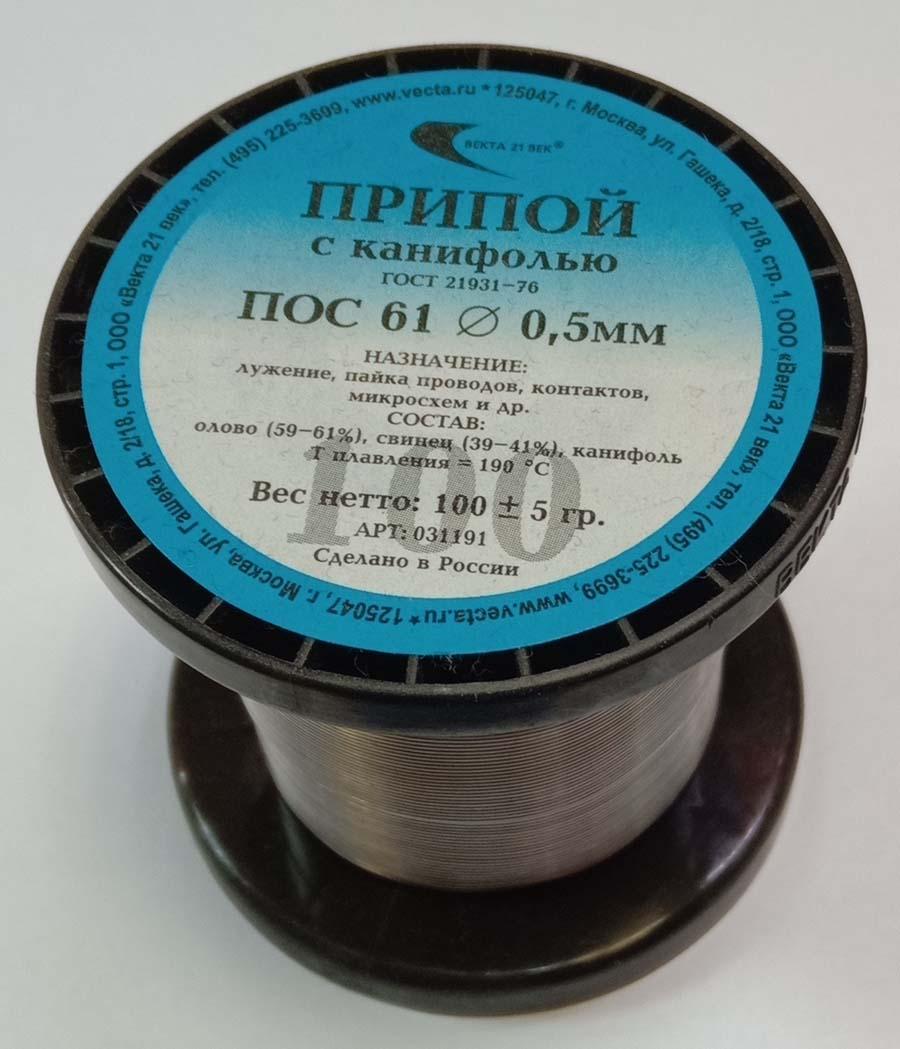 ВЕКТА 21 ВЕК®
ПРИПОЙ
с канифолью
ГОСТ 21931-76
ПОС 61 ∅ 0,5мм
НАЗНАЧЕНИЕ:
лужение, пайка проводов, контактов,
микросхем и др.
СОСТАВ:
олово (59-61%), свинец (39-41%), канифоль
Т плавления = 190 °С
100
Вес нетто: 100 ± 5 гр.
АРТ: 031191
Сделано в России
125047, г. Москва, ул. Гашека, д. 2/18, стр. 1, ООО «Векта 21 век», тел. (495) 225-3699, www.vecta.ru *
125047, г. Москва, ул. Гашека, д. 2/18, стр. 1, ООО «Векта 21 век», тел. (495) 225-3699, www.vecta.ru *